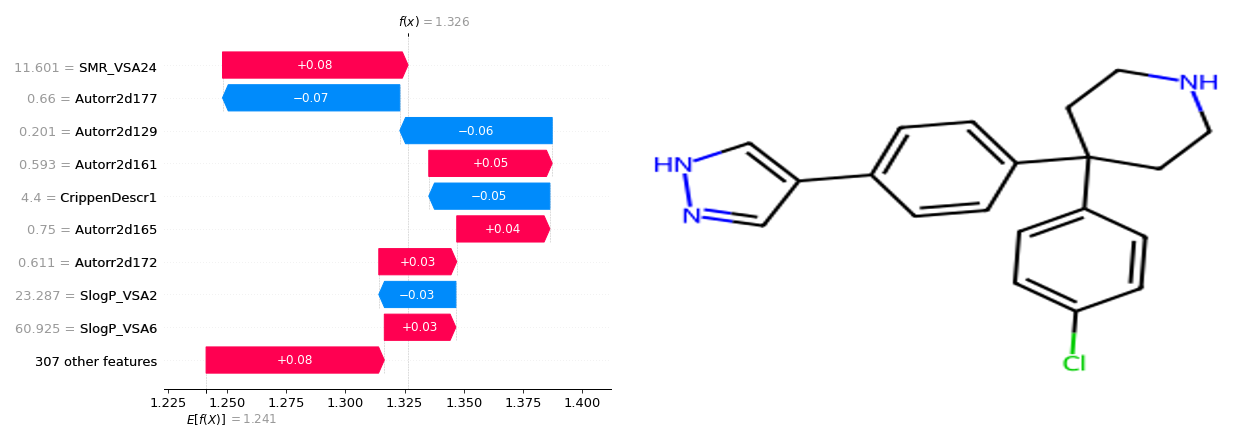 f(x) = 1.326
11.601 = SMR_VSA24
+0.08
0.66 = Autorr2d177
−0.07
0.201 = Autorr2d129
−0.06
0.593 = Autorr2d161
+0.05
4.4 = CrippenDescr1
−0.05
0.75 = Autorr2d165
+0.04
0.611 = Autorr2d172
+0.03
23.287 = SlogP_VSA2
−0.03
60.925 = SlogP_VSA6
+0.03
307 other features
+0.08
1.225 1.250 1.275 1.300 1.325 1.350 1.375 1.400
E[f(X)] = 1.241
NH
HN
N
Cl